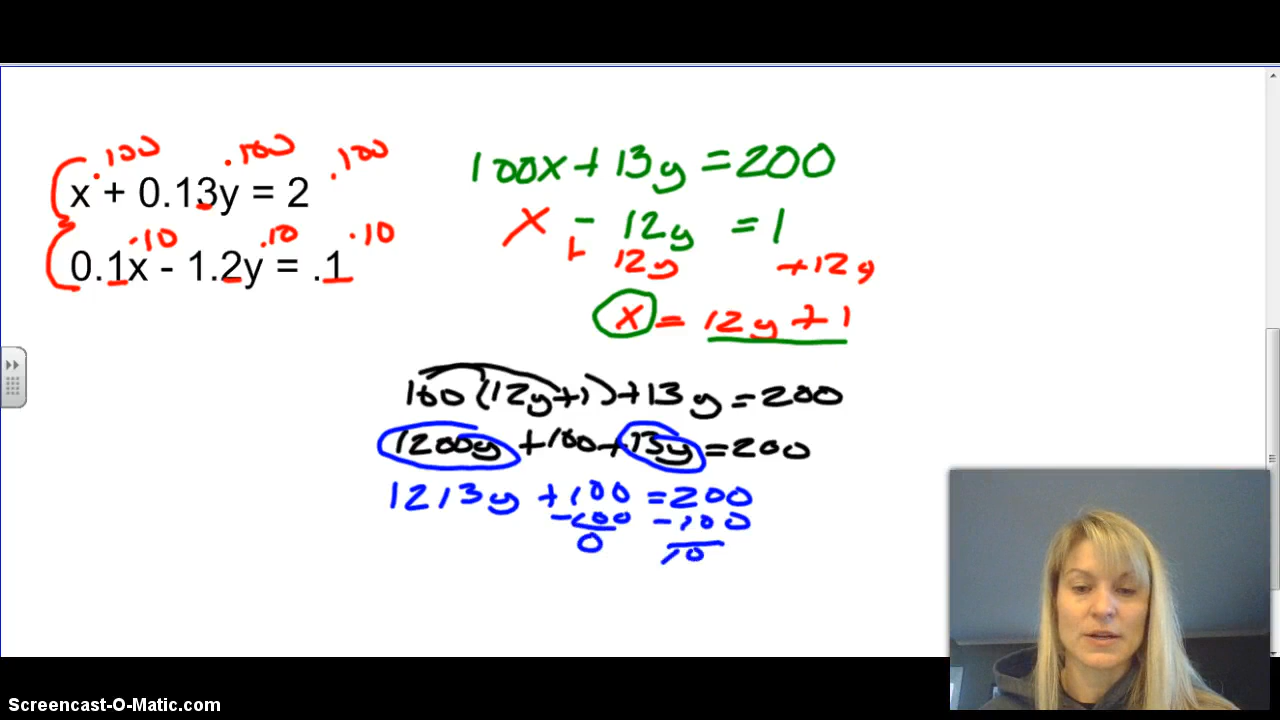 .100 .100 .100
x + 0.13y = 2
.10 .10 .10
0.1x - 1.2y = .1
100x + 13y = 200
x - 12y = 1
+ 12y +12y
x = 12y + 1
100(12y+1)+13y=200
1200y +100+13y=200
1213y +100 =200
-100 -100
0 10
Screencast-O-Matic.com